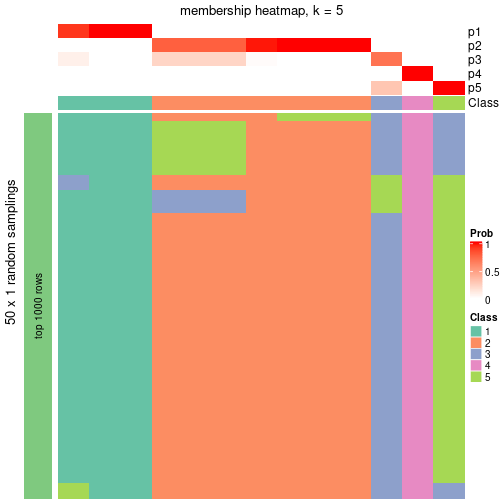 membership heatmap, k = 5
p1
p2
p3
p4
p5
Class
50 x 1 random samplings
top 1000 rows
Prob
1
0.5
0
Class
1
2
3
4
5